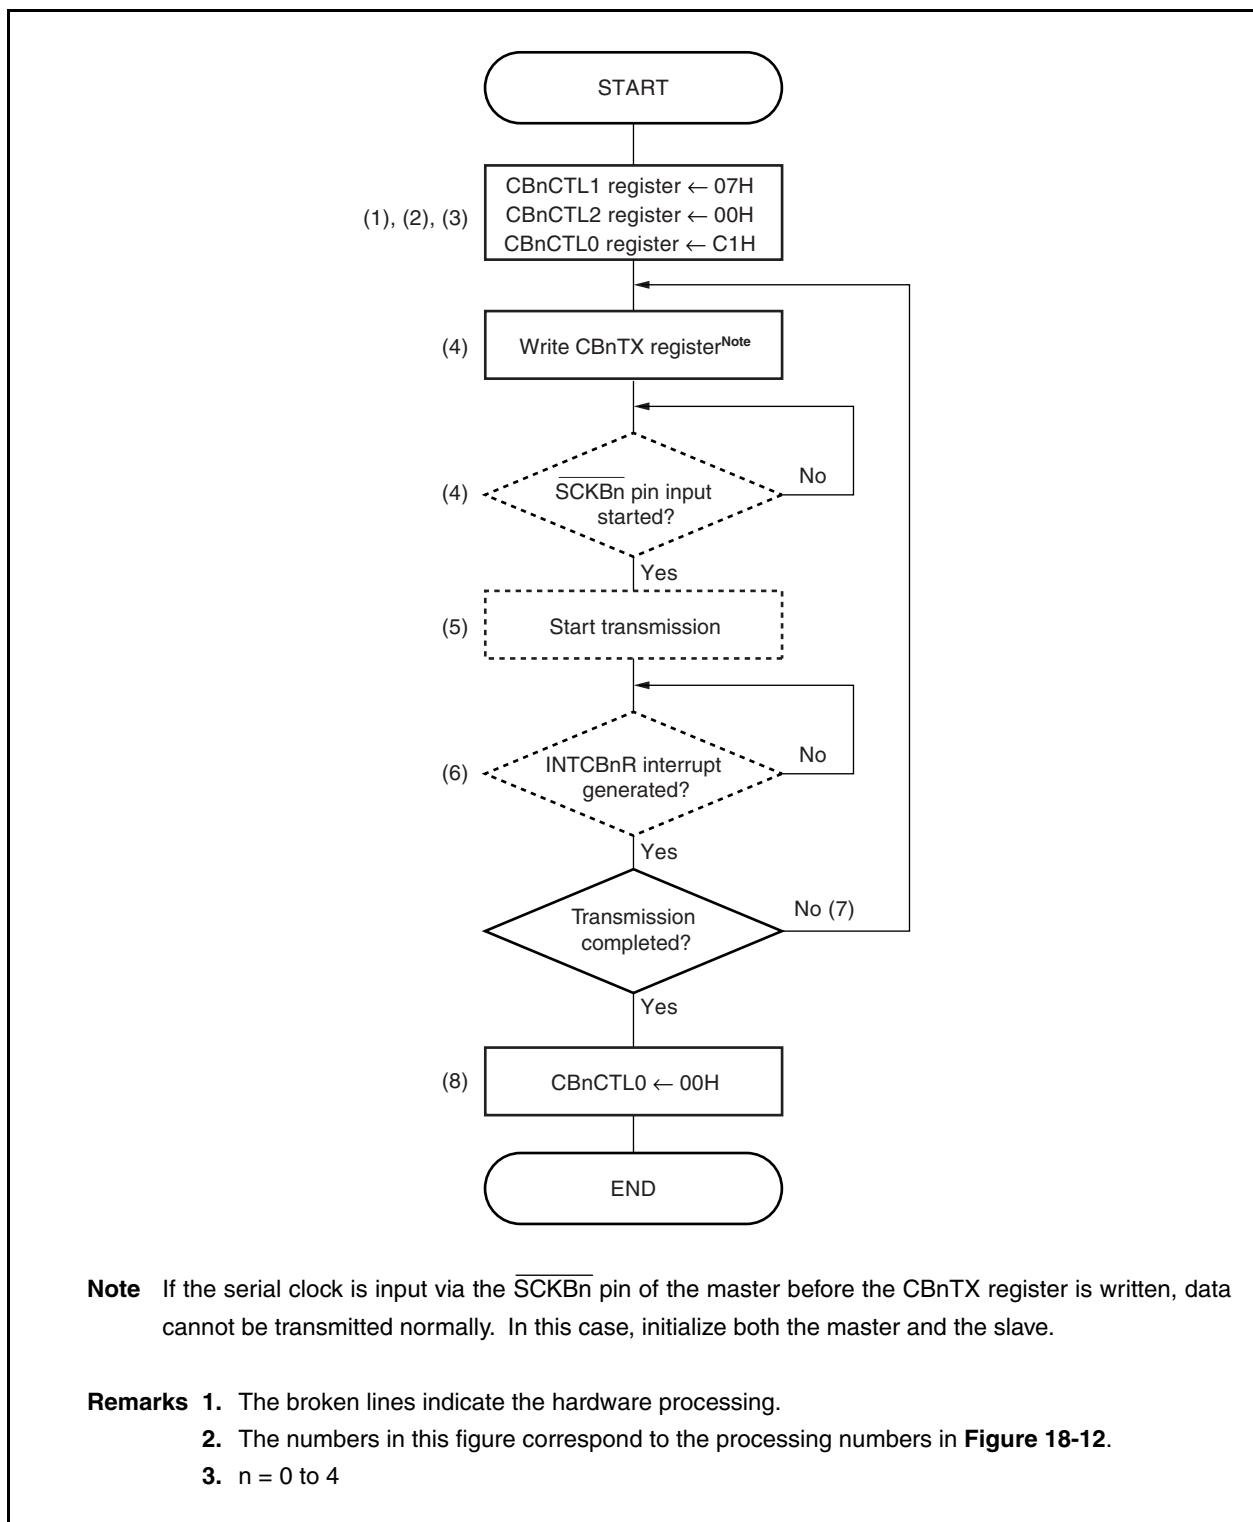 START
CBnCTL1 register ← 07H
(1), (2), (3) CBnCTL2 register ← 00H
CBnCTL0 register ← C1H
(4) Write CBnTX register^Note
(4) S̅C̅K̅B̅n̅ pin input No
started?
Yes
(5) Start transmission
(6) INTCBnR interrupt No
generated?
Yes
Transmission No (7)
completed?
Yes
(8) CBnCTL0 ← 00H
END
Note If the serial clock is input via the S̅C̅K̅B̅n̅ pin of the master before the CBnTX register is written, data
cannot be transmitted normally. In this case, initialize both the master and the slave.
Remarks 1. The broken lines indicate the hardware processing.
2. The numbers in this figure correspond to the processing numbers in Figure 18-12.
3. n = 0 to 4